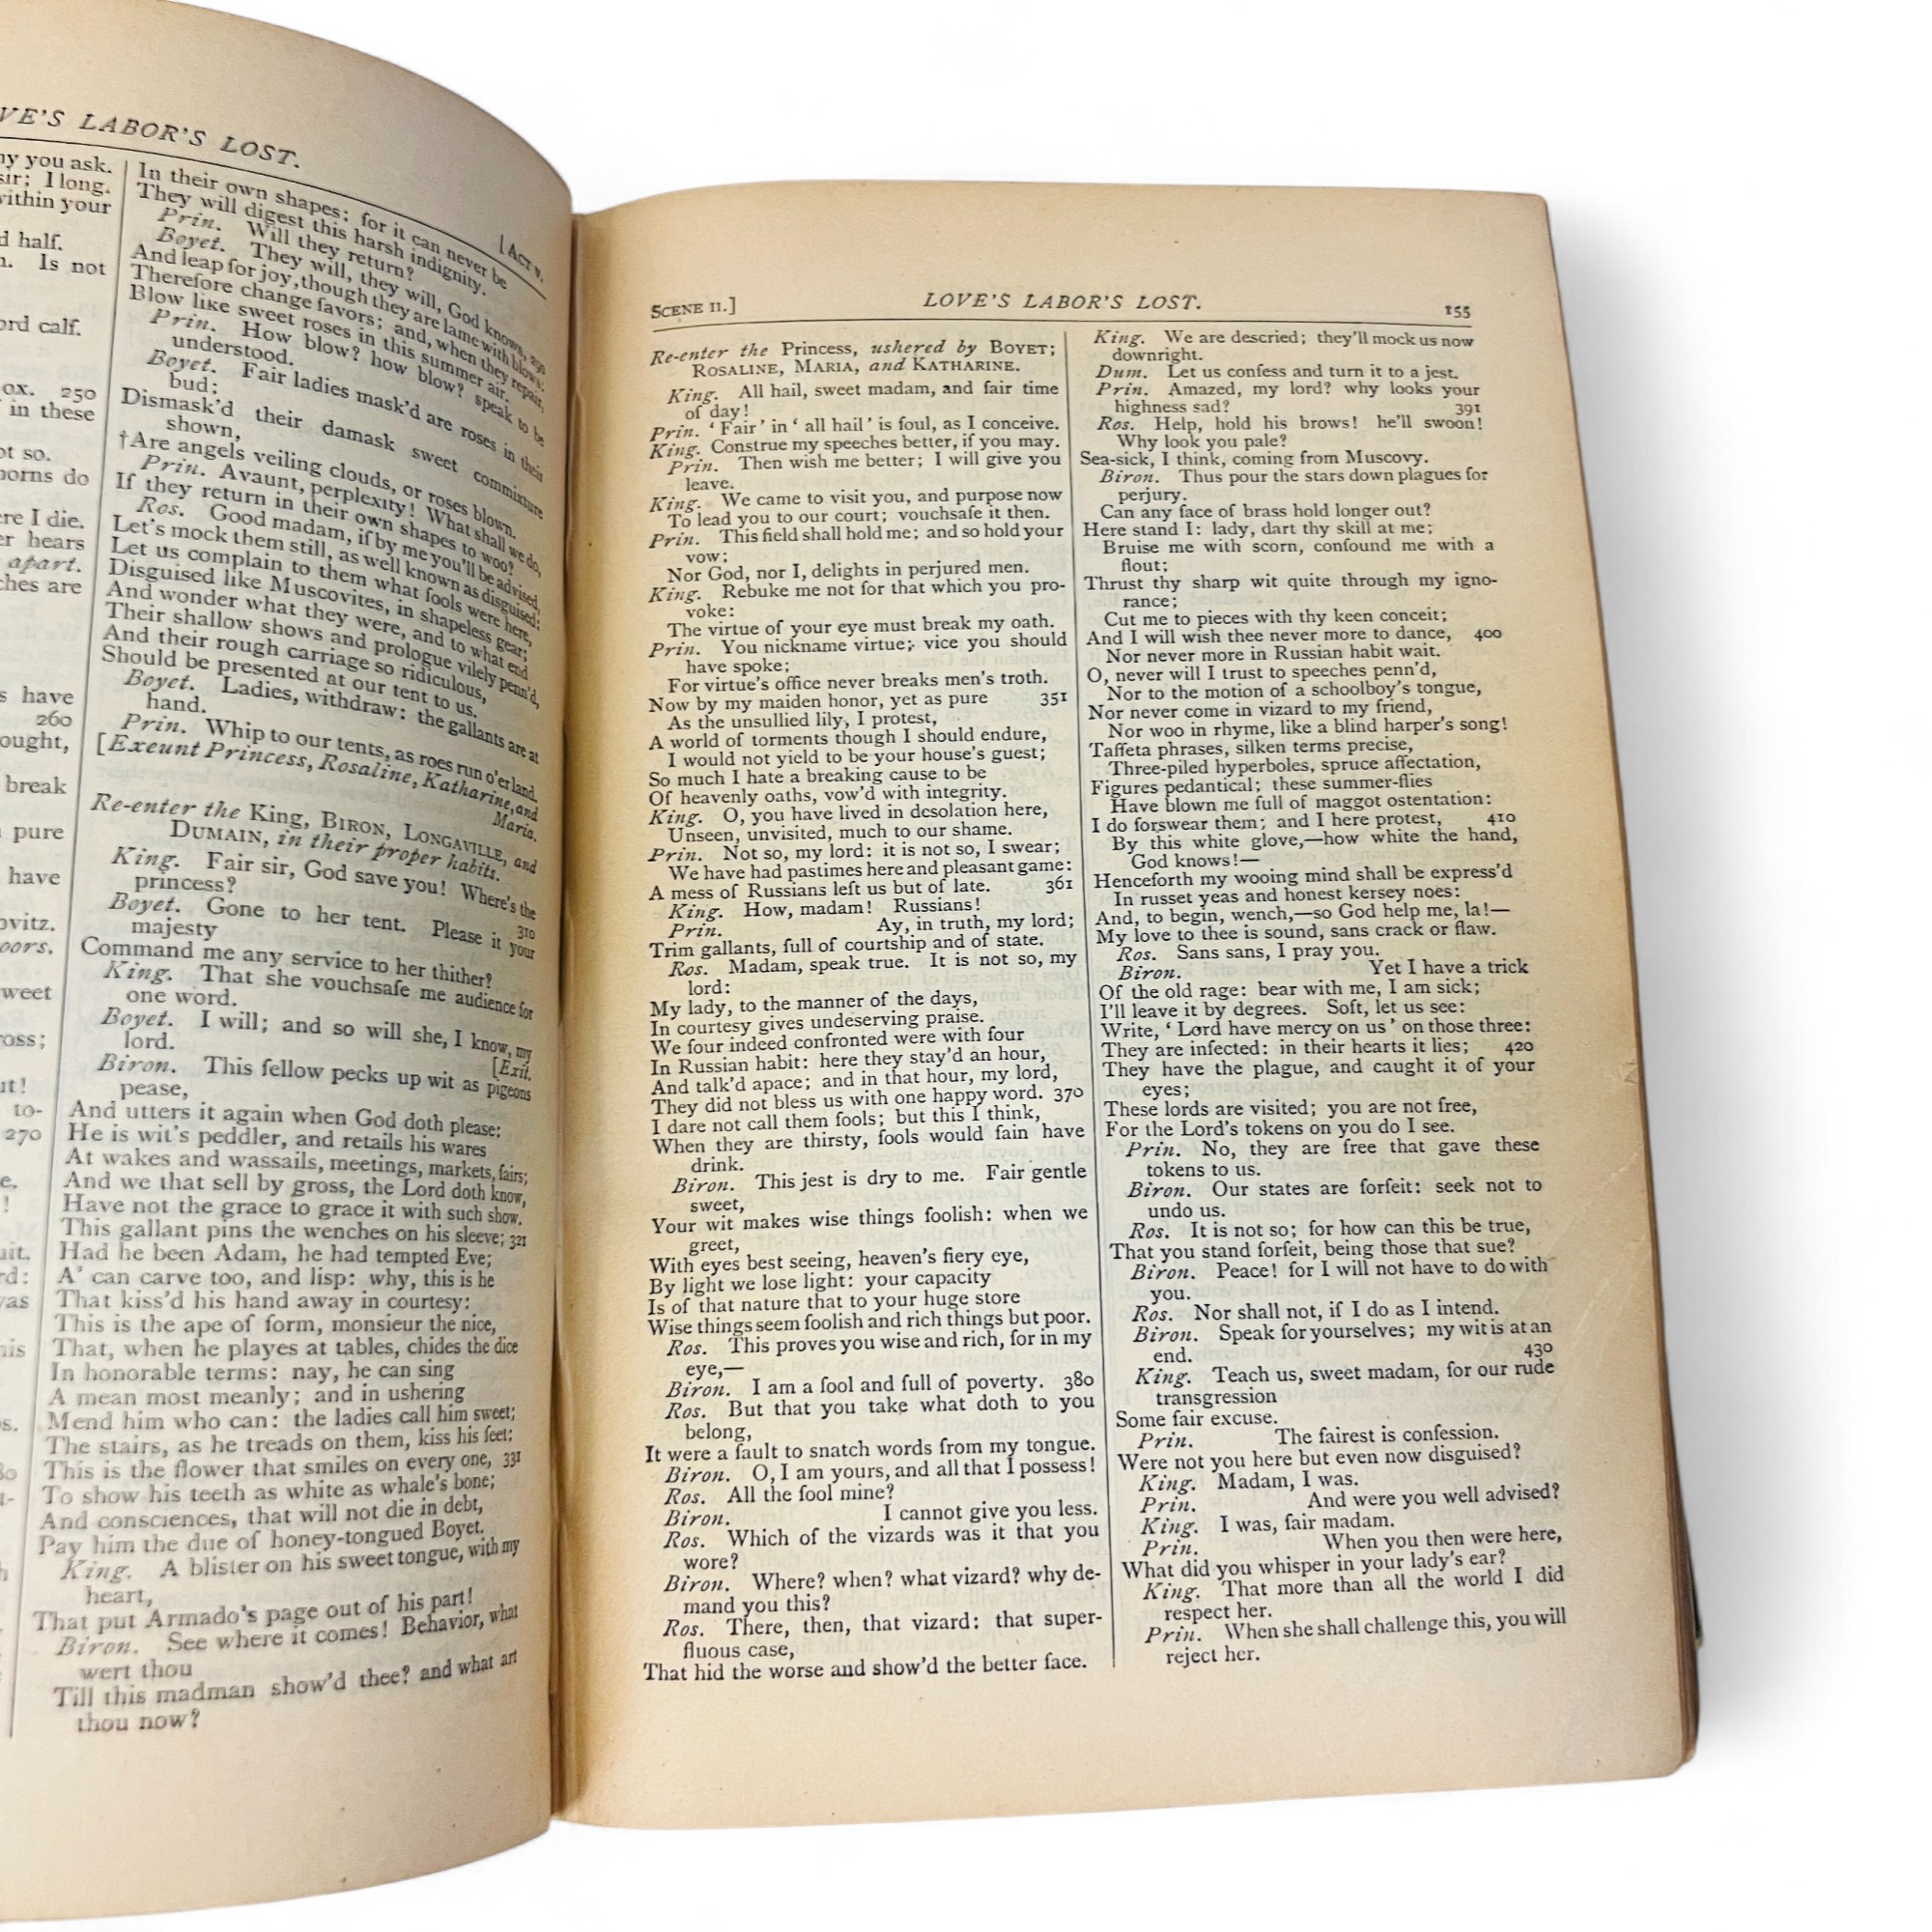 VE'S LABOR'S LOST.
[ACT V.
ny you ask.
sir; I long.
within your
d half.
Is not
ord calf.
ox. 250
in these
ot so.
horns do
ere I die.
er hears
apart.
ches are
s have
260
ought,
break
pure
have
ovitz.
oors.
weet
oss;
ut!
to-
270
e.
!
uit.
rd:
vas
his
In their own shapes: for it can never be
They will digest this harsh indignity.
Prin. Will they return?
Boyet. They will, they will, God knows, 290
And leap for joy, though they are lame with blows:
Therefore change favors; and, when they repair,
Blow like sweet roses in this summer air.
Prin. How blow? how blow? speak to be
understood.
Boyet. Fair ladies mask'd are roses in their
bud:
Dismask'd their damask sweet commixture
shown,
†Are angels veiling clouds, or roses blown.
Prin. Avaunt, perplexity! What shall we do,
If they return in their own shapes to woo?
Ros. Good madam, if by me you'll be advised,
Let's mock them still, as well known as disguised:
Let us complain to them what fools were here,
Disguised like Muscovites, in shapeless gear;
And wonder what they were, and to what end
Their shallow shows and prologue vilely penn'd,
And their rough carriage so ridiculous,
Should be presented at our tent to us.
Boyet. Ladies, withdraw: the gallants are at
hand.
Prin. Whip to our tents, as roes run o'er land.
[Exeunt Princess, Rosaline, Katharine, and
Maria.
Re-enter the King, BIRON, LONGAVILLE, and
DUMAIN, in their proper habits.
King. Fair sir, God save you! Where's the
princess? 310
Boyet. Gone to her tent. Please it your
majesty
Command me any service to her thither?
King. That she vouchsafe me audience for
one word.
Boyet. I will; and so will she, I know, my
lord. [Exit.
Biron. This fellow pecks up wit as pigeons
pease,
And utters it again when God doth please:
He is wit's peddler, and retails his wares
At wakes and wassails, meetings, markets, fairs;
And we that sell by gross, the Lord doth know,
Have not the grace to grace it with such show.
This gallant pins the wenches on his sleeve; 321
Had he been Adam, he had tempted Eve;
A' can carve too, and lisp: why, this is he
That kiss'd his hand away in courtesy:
This is the ape of form, monsieur the nice,
That, when he playes at tables, chides the dice
In honorable terms: nay, he can sing
A mean most meanly; and in ushering
Mend him who can: the ladies call him sweet;
The stairs, as he treads on them, kiss his feet:
This is the flower that smiles on every one, 331
To show his teeth as white as whale's bone;
And consciences, that will not die in debt,
Pay him the due of honey-tongued Boyet.
King. A blister on his sweet tongue, with my
heart,
That put Armado's page out of his part!
Biron. See where it comes! Behavior, what
wert thou
Till this madman show'd thee? and what art
thou now?
SCENE II.] LOVE'S LABOR'S LOST. 155
Re-enter the Princess, ushered by BOYET;
ROSALINE, MARIA, and KATHARINE.
King. All hail, sweet madam, and fair time
of day!
Prin. 'Fair' in 'all hail' is foul, as I conceive.
King. Construe my speeches better, if you may.
Prin. Then wish me better; I will give you
leave.
King. We came to visit you, and purpose now
To lead you to our court; vouchsafe it then.
Prin. This field shall hold me; and so hold your
vow:
Nor God, nor I, delights in perjured men.
King. Rebuke me not for that which you pro-
voke:
The virtue of your eye must break my oath.
Prin. You nickname virtue; vice you should
have spoke;
For virtue's office never breaks men's troth.
Now by my maiden honor, yet as pure 351
As the unsullied lily, I protest,
A world of torments though I should endure,
I would not yield to be your house's guest;
So much I hate a breaking cause to be
Of heavenly oaths, vow'd with integrity.
King. O, you have lived in desolation here,
Unseen, unvisited, much to our shame.
Prin. Not so, my lord: it is not so, I swear;
We have had pastimes here and pleasant game:
A mess of Russians left us but of late. 361
King. How, madam! Russians!
Prin. Ay, in truth, my lord;
Trim gallants, full of courtship and of state.
Ros. Madam, speak true. It is not so, my
lord:
My lady, to the manner of the days,
In courtesy gives undeserving praise.
We four indeed confronted were with four
In Russian habit: here they stay'd an hour,
And talk'd apace; and in that hour, my lord,
They did not bless us with one happy word. 370
I dare not call them fools; but this I think,
When they are thirsty, fools would fain have
drink.
Biron. This jest is dry to me. Fair gentle
sweet,
Your wit makes wise things foolish: when we
greet,
With eyes best seeing, heaven's fiery eye,
By light we lose light: your capacity
Is of that nature that to your huge store
Wise things seem foolish and rich things but poor.
Ros. This proves you wise and rich, for in my
eye,—
Biron. I am a fool and full of poverty. 380
Ros. But that you take what doth to you
belong,
It were a fault to snatch words from my tongue.
Biron. O, I am yours, and all that I possess!
Ros. All the fool mine?
Biron. I cannot give you less.
Ros. Which of the vizards was it that you
wore?
Biron. Where? when? what vizard? why de-
mand you this?
Ros. There, then, that vizard: that super-
fluous case,
That hid the worse and show'd the better face.
King. We are descried; they'll mock us now
downright.
Dum. Let us confess and turn it to a jest.
Prin. Amazed, my lord? why looks your
highness sad? 391
Ros. Help, hold his brows! he'll swoon!
Why look you pale?
Sea-sick, I think, coming from Muscovy.
Biron. Thus pour the stars down plagues for
perjury.
Can any face of brass hold longer out?
Here stand I: lady, dart thy skill at me;
Bruise me with scorn, confound me with a
flout;
Thrust thy sharp wit quite through my igno-
rance;
Cut me to pieces with thy keen conceit;
And I will wish thee never more to dance, 400
Nor never more in Russian habit wait.
O, never will I trust to speeches penn'd,
Nor to the motion of a schoolboy's tongue,
Nor never come in vizard to my friend,
Nor woo in rhyme, like a blind harper's song!
Taffeta phrases, silken terms precise,
Three-piled hyperboles, spruce affectation,
Figures pedantical; these summer-flies
Have blown me full of maggot ostentation:
I do forswear them; and I here protest, 410
By this white glove,—how white the hand,
God knows!—
Henceforth my wooing mind shall be express'd
In russet yeas and honest kersey noes:
And, to begin, wench,—so God help me, la!—
My love to thee is sound, sans crack or flaw.
Ros. Sans sans, I pray you.
Biron. Yet I have a trick
Of the old rage: bear with me, I am sick;
I'll leave it by degrees. Soft, let us see:
Write, 'Lord have mercy on us' on those three:
They are infected: in their hearts it lies; 420
They have the plague, and caught it of your
eyes;
These lords are visited; you are not free,
For the Lord's tokens on you do I see.
Prin. No, they are free that gave these
tokens to us.
Biron. Our states are forfeit: seek not to
undo us.
Ros. It is not so; for how can this be true,
That you stand forfeit, being those that sue?
Biron. Peace! for I will not have to do with
you.
Ros. Nor shall not, if I do as I intend.
Biron. Speak for yourselves; my wit is at an
end. 430
King. Teach us, sweet madam, for our rude
transgression
Some fair excuse.
Prin. The fairest is confession.
Were not you here but even now disguised?
King. Madam, I was.
Prin. And were you well advised?
King. I was, fair madam.
Prin. When you then were here,
What did you whisper in your lady's ear?
King. That more than all the world I did
respect her.
Prin. When she shall challenge this, you will
reject her.